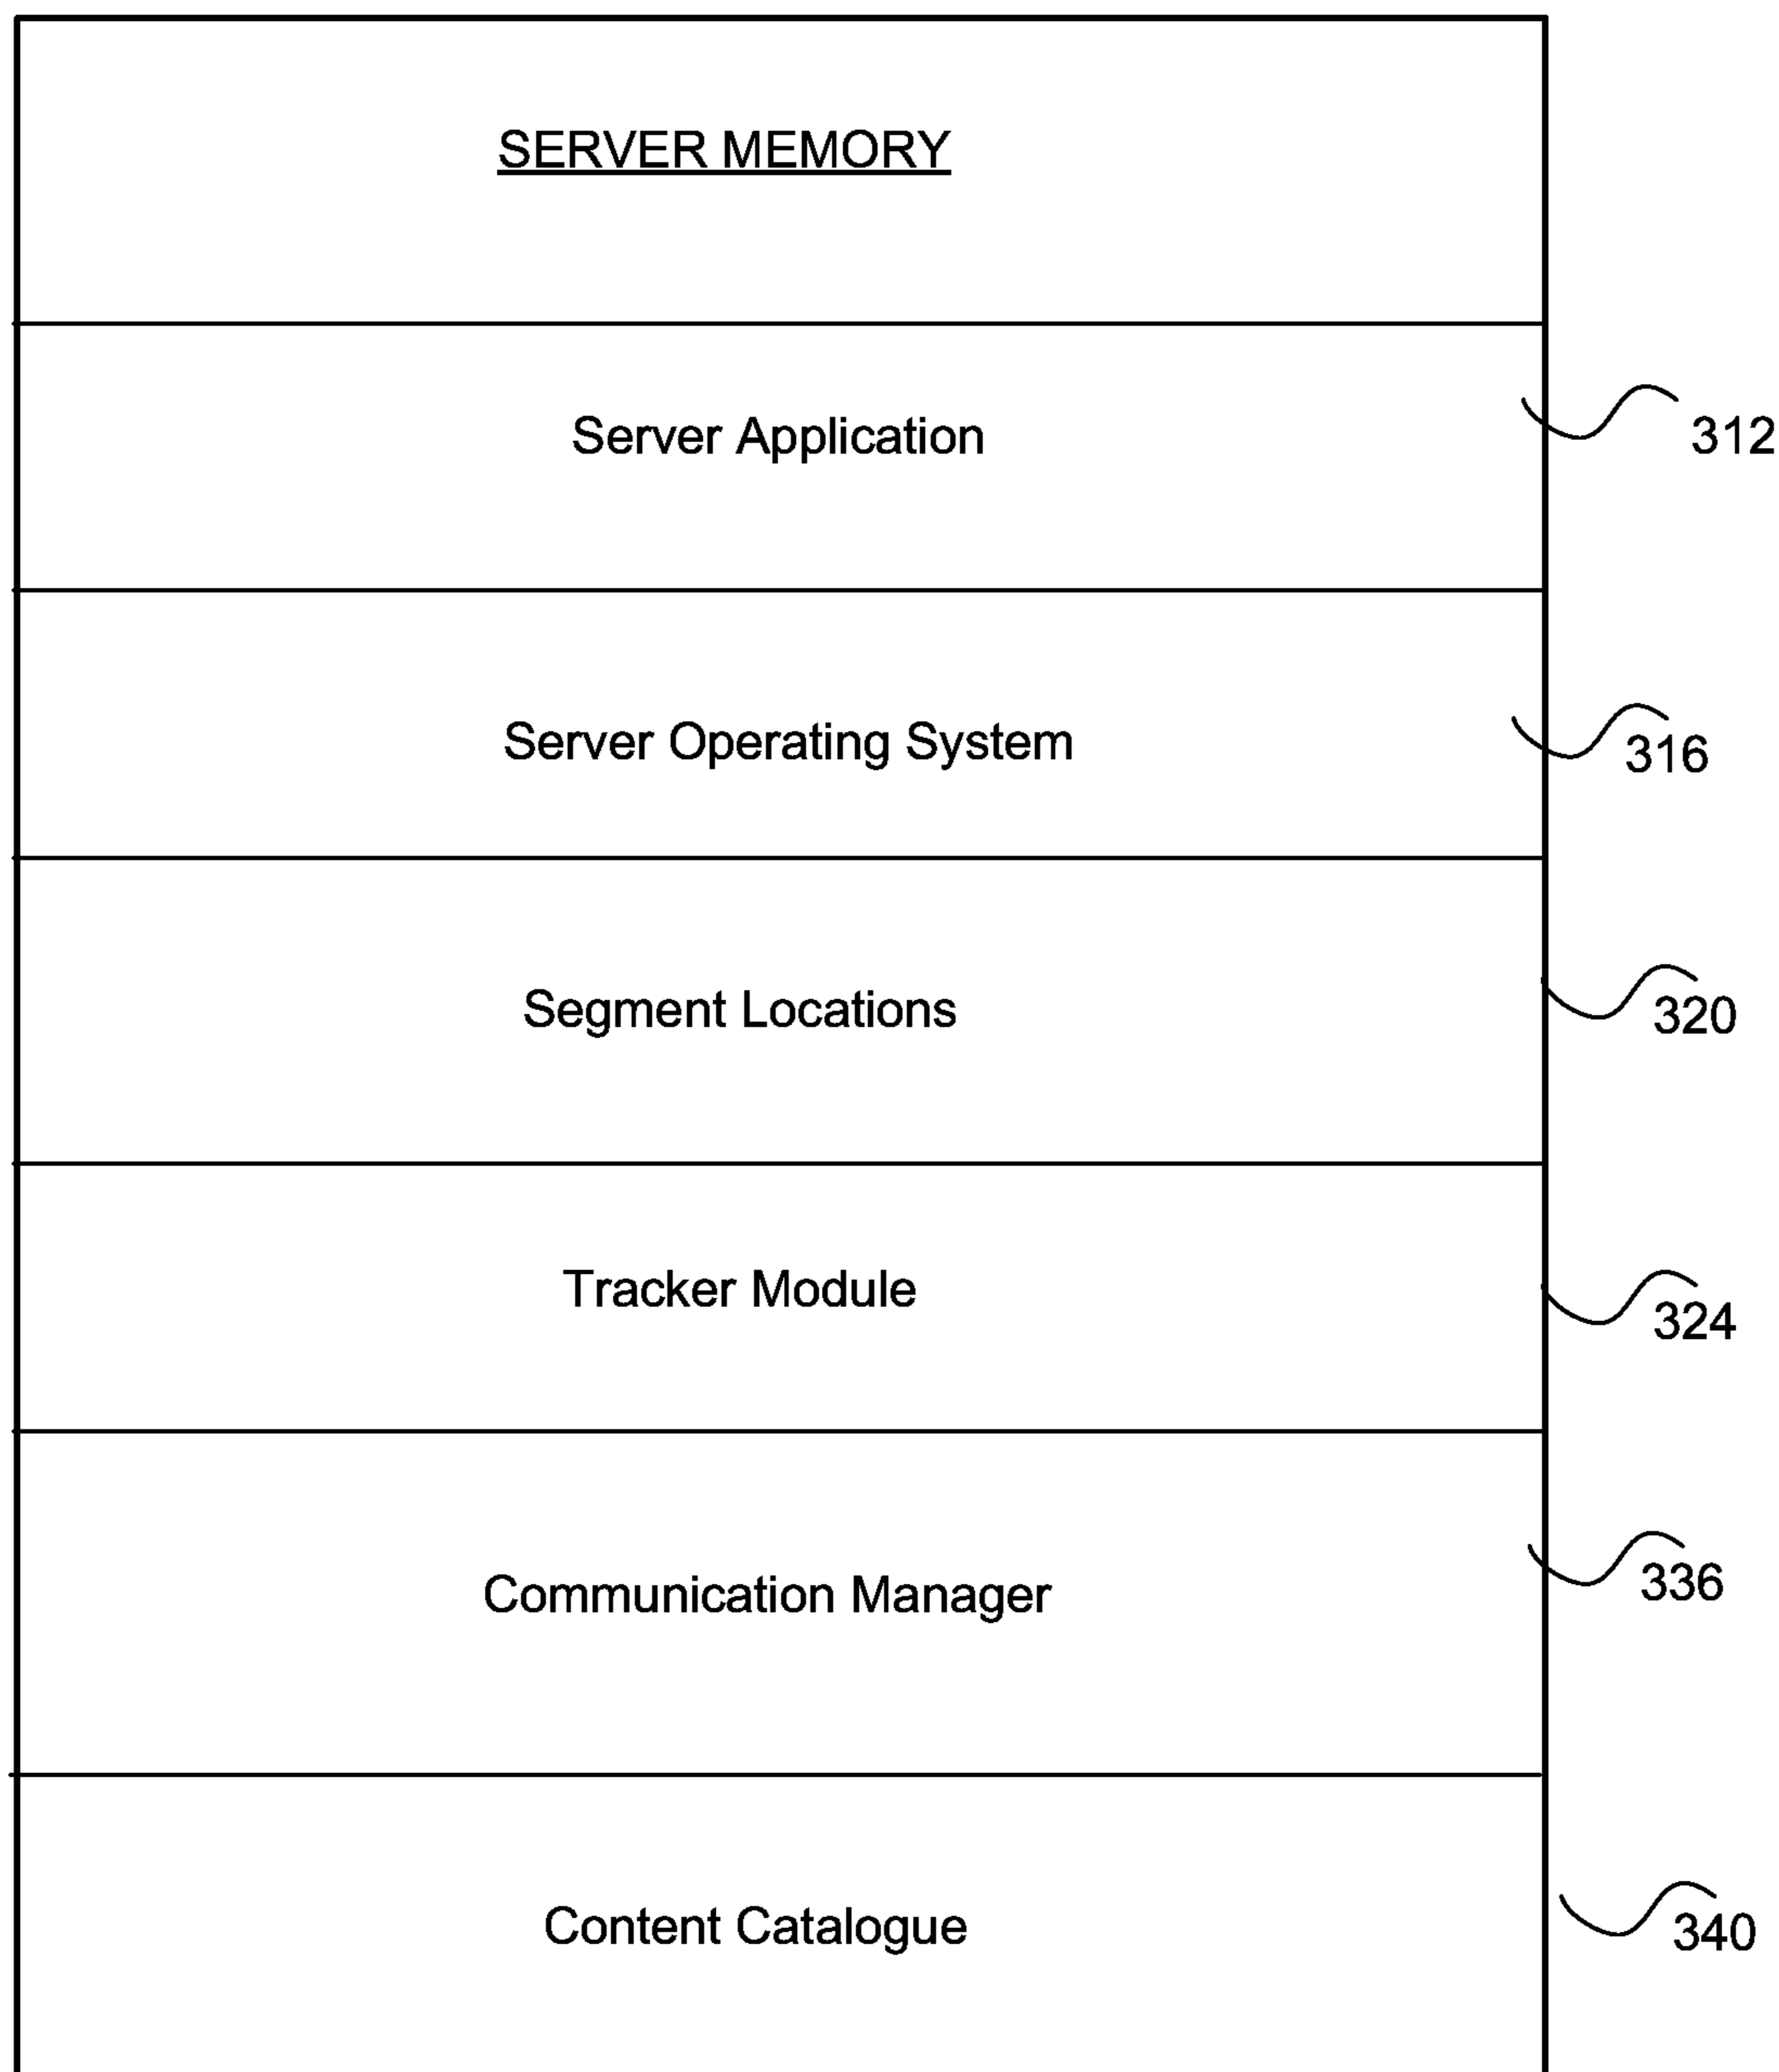 SERVER MEMORY
Server Application
312
Server Operating System
316
Segment Locations
320
Tracker Module
324
Communication Manager
336
Content Catalogue
340